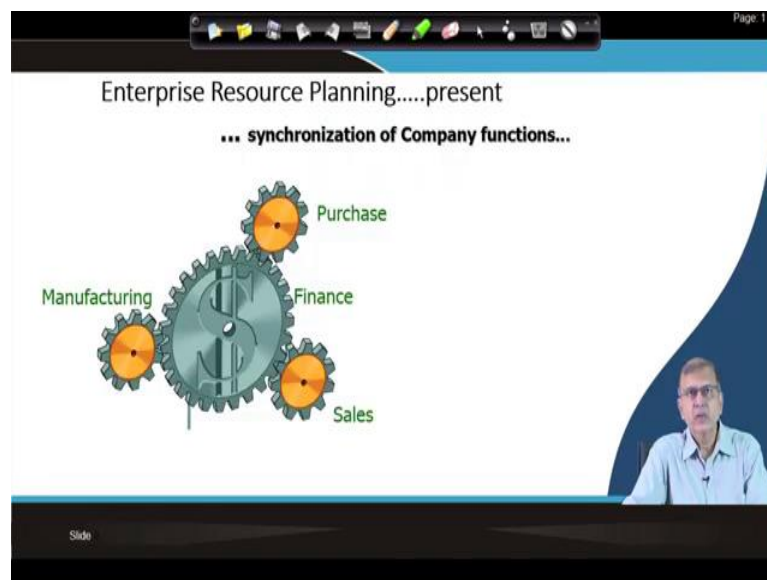 Page: 1
Enterprise Resource Planning.....present
... synchronization of Company functions...
Purchase
Manufacturing
Finance
Sales
Slide